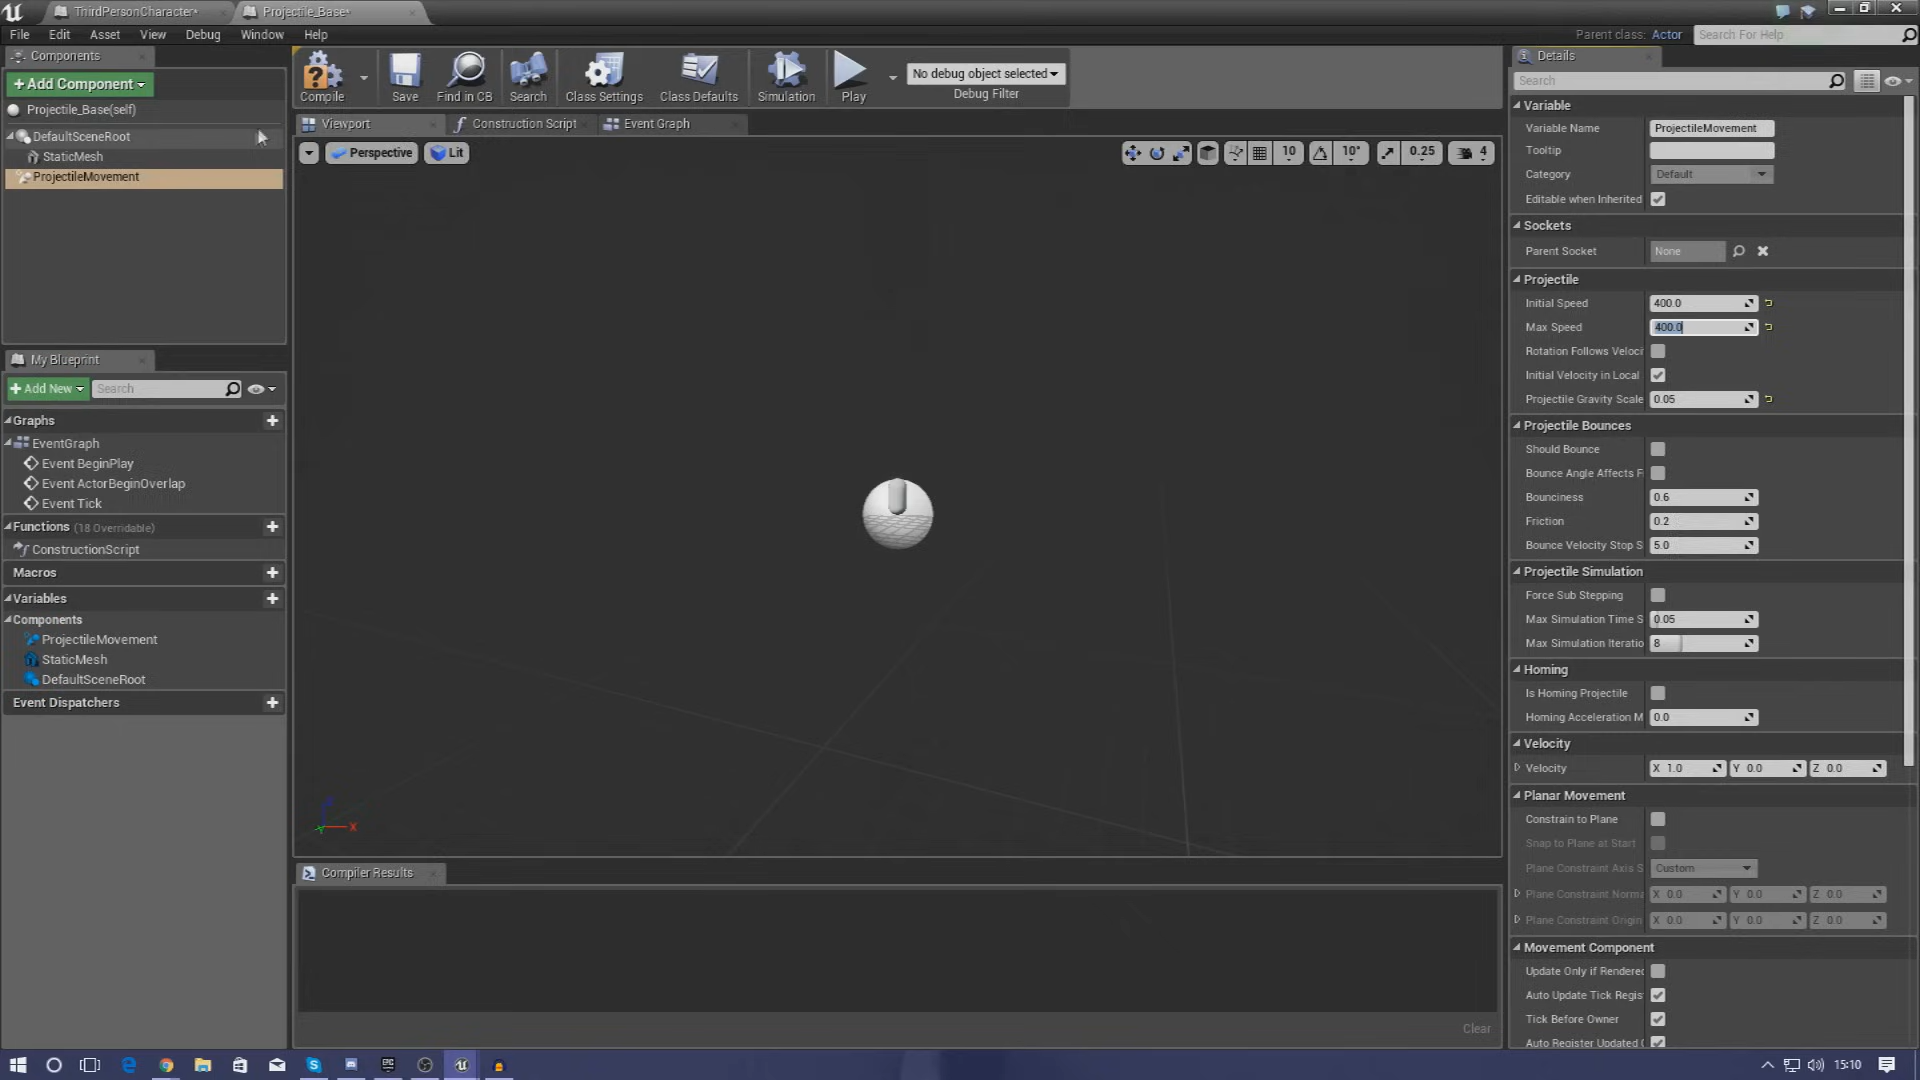 ThirdPersonCharacter*
Projectile_Base*
File Edit Asset View Debug Window Help
Parent class: Actor
Search For Help
Components
Add Component
Projectile_Base(self)
DefaultSceneRoot
StaticMesh
ProjectileMovement
My Blueprint
Add New
Search
Graphs
EventGraph
Event BeginPlay
Event ActorBeginOverlap
Event Tick
Functions (18 Overridable)
ConstructionScript
Macros
Variables
Components
ProjectileMovement
StaticMesh
DefaultSceneRoot
Event Dispatchers
Compile
Save
Find in CB
Search
Class Settings
Class Defaults
Simulation
Play
No debug object selected
Debug Filter
Viewport
Construction Script
Event Graph
Perspective
Lit
10
10°
0.25
4
X
Compiler Results
Clear
Details
Search
Variable
Variable Name ProjectileMovement
Tooltip
Category Default
Editable when Inherited
Sockets
Parent Socket None
Projectile
Initial Speed 400.0
Max Speed 400.0
Rotation Follows Veloci
Initial Velocity in Local
Projectile Gravity Scale 0.05
Projectile Bounces
Should Bounce
Bounce Angle Affects F
Bounciness 0.6
Friction 0.2
Bounce Velocity Stop S 5.0
Projectile Simulation
Force Sub Stepping
Max Simulation Time S 0.05
Max Simulation Iteratio 8
Homing
Is Homing Projectile
Homing Acceleration M 0.0
Velocity
Velocity X 1.0 Y 0.0 Z 0.0
Planar Movement
Constrain to Plane
Snap to Plane at Start
Plane Constraint Axis S Custom
Plane Constraint Norma X 0.0 Y 0.0 Z 0.0
Plane Constraint Origin X 0.0 Y 0.0 Z 0.0
Movement Component
Update Only if Rendered
Auto Update Tick Regis
Tick Before Owner
Auto Register Updated C
15:10